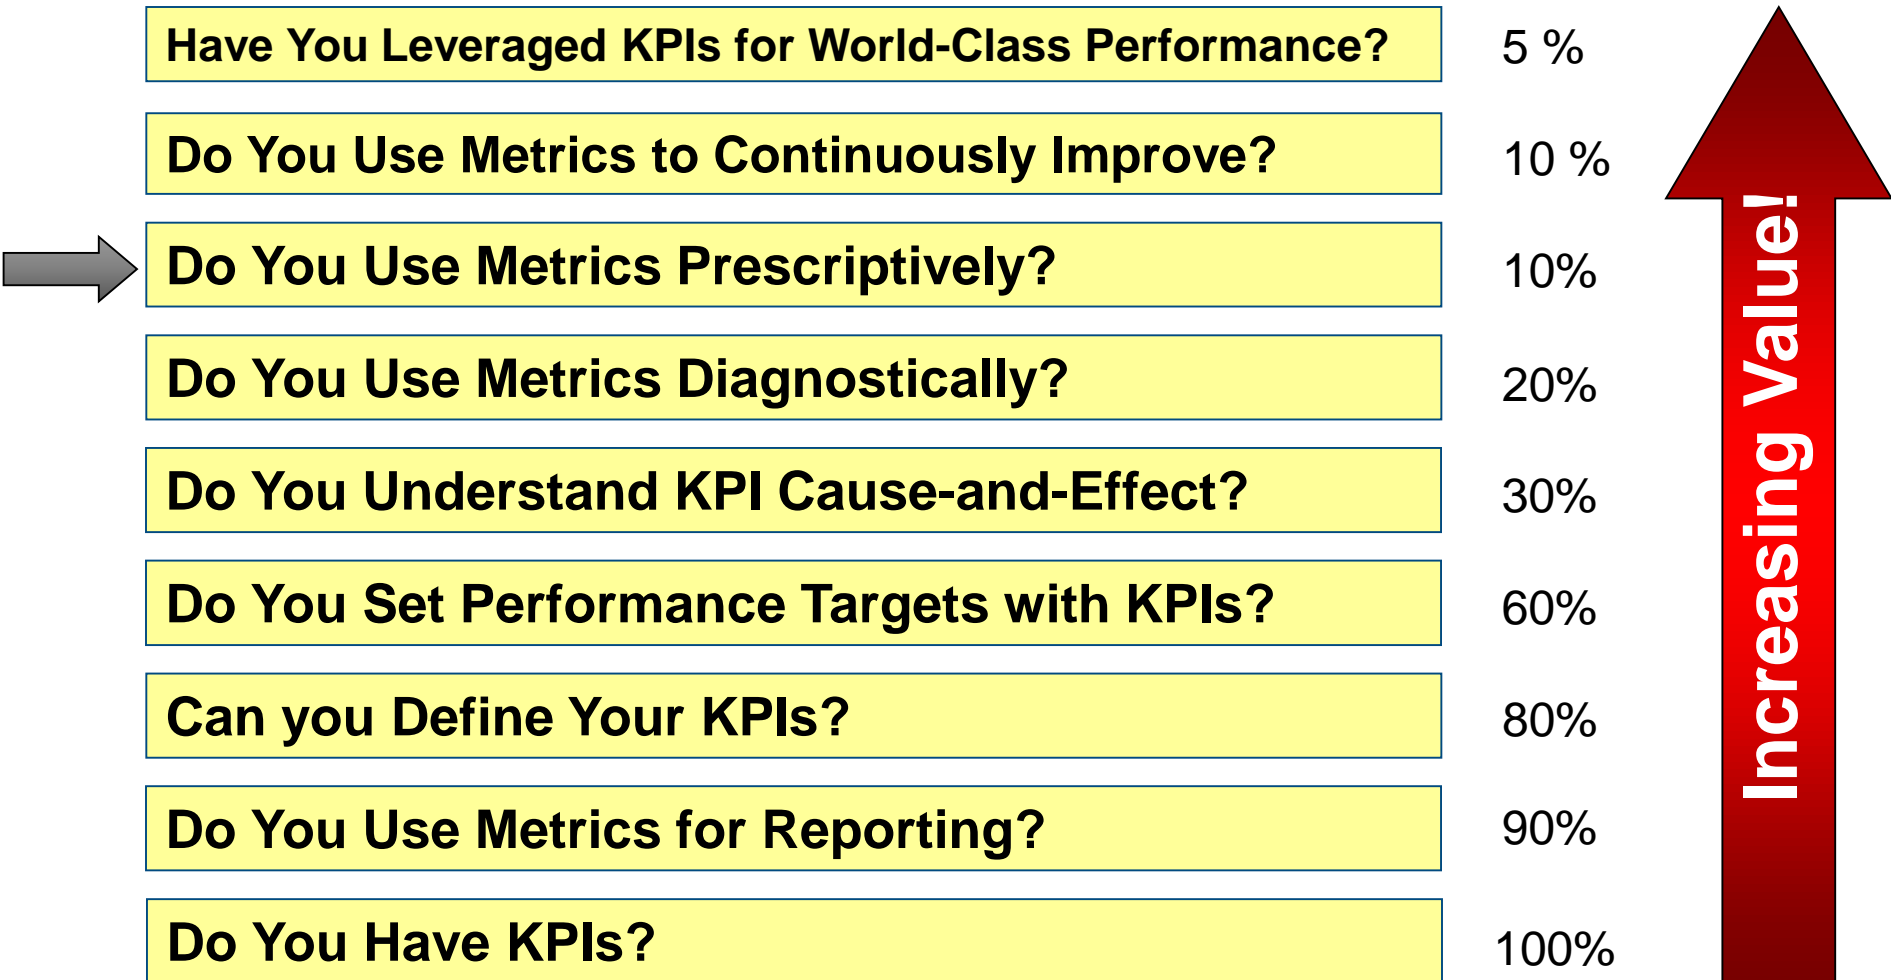 Have You Leveraged KPIs for World-Class Performance? 5 %
Do You Use Metrics to Continuously Improve? 10 %
Do You Use Metrics Prescriptively? 10%
Do You Use Metrics Diagnostically? 20%
Do You Understand KPI Cause-and-Effect? 30%
Do You Set Performance Targets with KPIs? 60%
Can you Define Your KPIs? 80%
Do You Use Metrics for Reporting? 90%
Do You Have KPIs? 100%
Increasing Value!